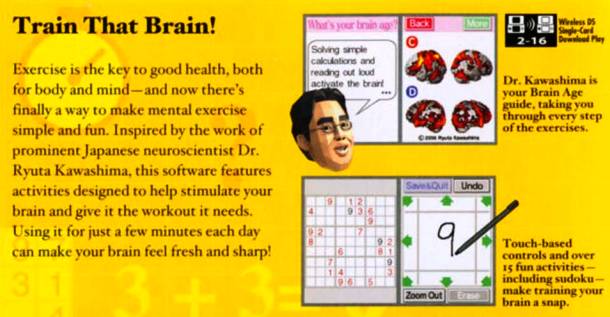 Train That Brain!
Exercise is the key to good health, both
for body and mind—and now there's
finally a way to make mental exercise
simple and fun. Inspired by the work of
prominent Japanese neuroscientist Dr.
Ryuta Kawashima, this software features
activities designed to help stimulate your
brain and give it the workout it needs.
Using it for just a few minutes each day
can make your brain feel fresh and sharp!
What's your brain age?
Back
More
Solving simple
calculations and
reading out loud
activate the brain!
...
C
D
©2006 Ryuta Kawashima
2-16
Wireless DS
Single-Card
Download Play
Dr. Kawashima is
your Brain Age
guide, taking you
through every step
of the exercises.
Save&Quit
Undo
9
Zoom Out
Erase
Touch-based
controls and over
15 fun activities—
including sudoku—
make training your
brain a snap.